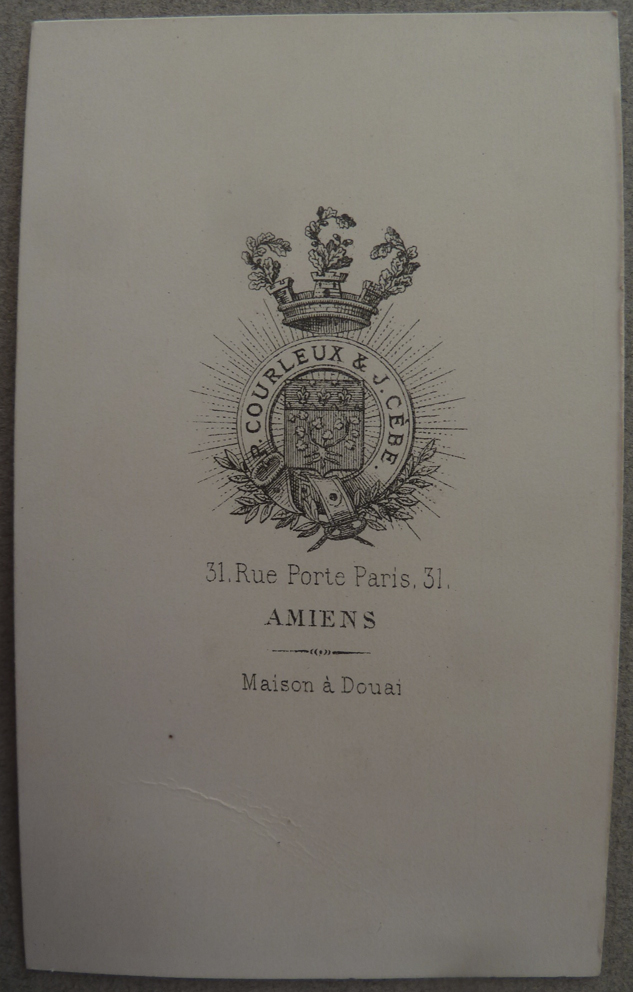 P. COURLEUX & J. CÈBE.
31, Rue Porte Paris, 31,
AMIENS
Maison à Douai